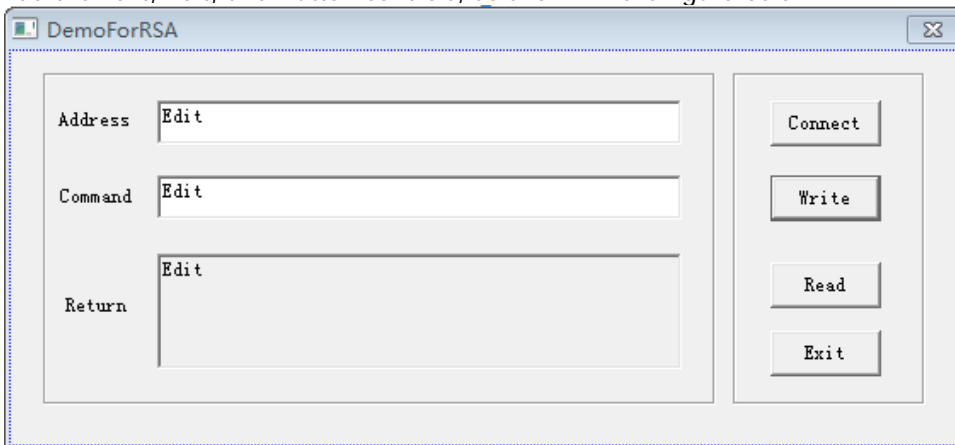 DemoForRSA
Address
Edit
Connect
Command
Edit
Write
Return
Edit
Read
Exit